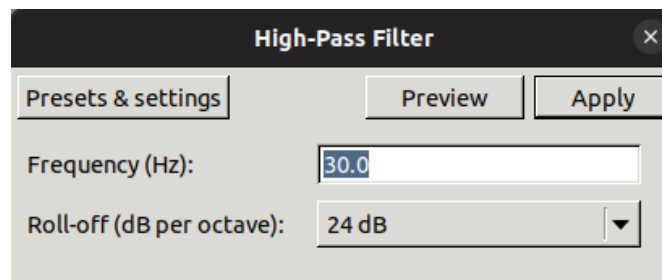 High-Pass Filter
Presets & settings Preview Apply
Frequency (Hz): 30.0
Roll-off (dB per octave): 24 dB